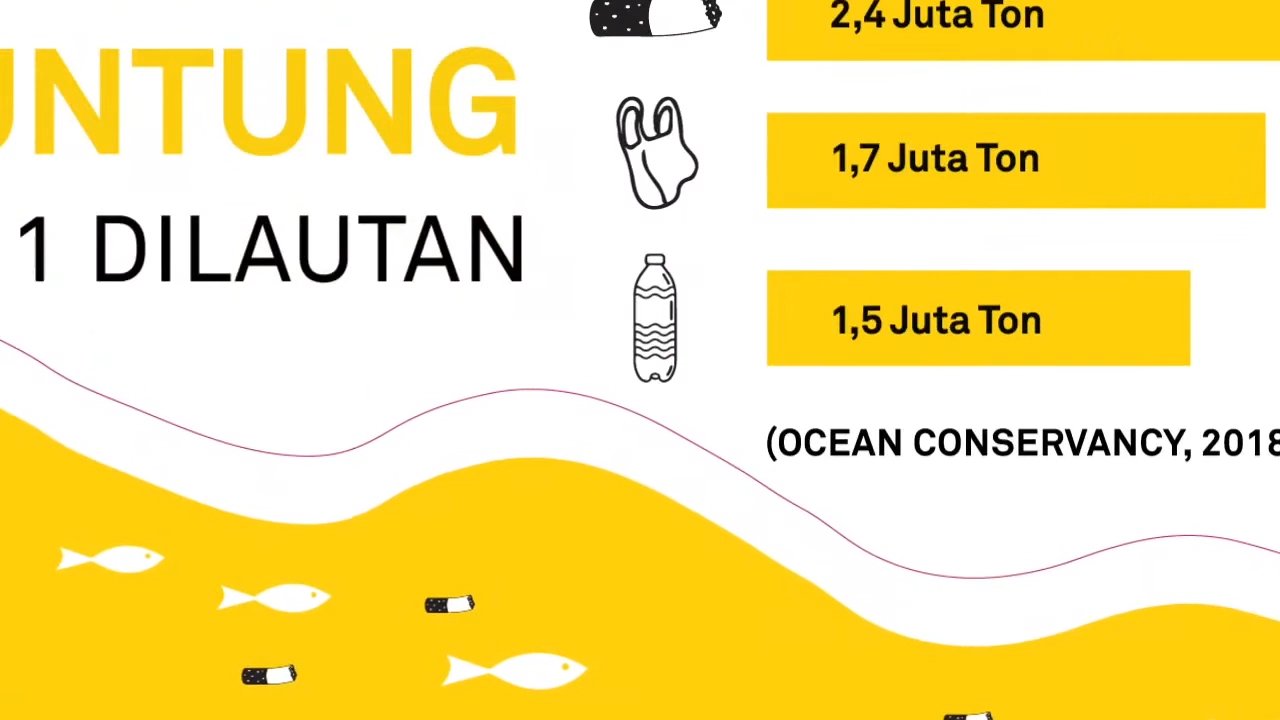 UNTUNG
1 DILAUTAN
2,4 Juta Ton
1,7 Juta Ton
1,5 Juta Ton
(OCEAN CONSERVANCY, 2018